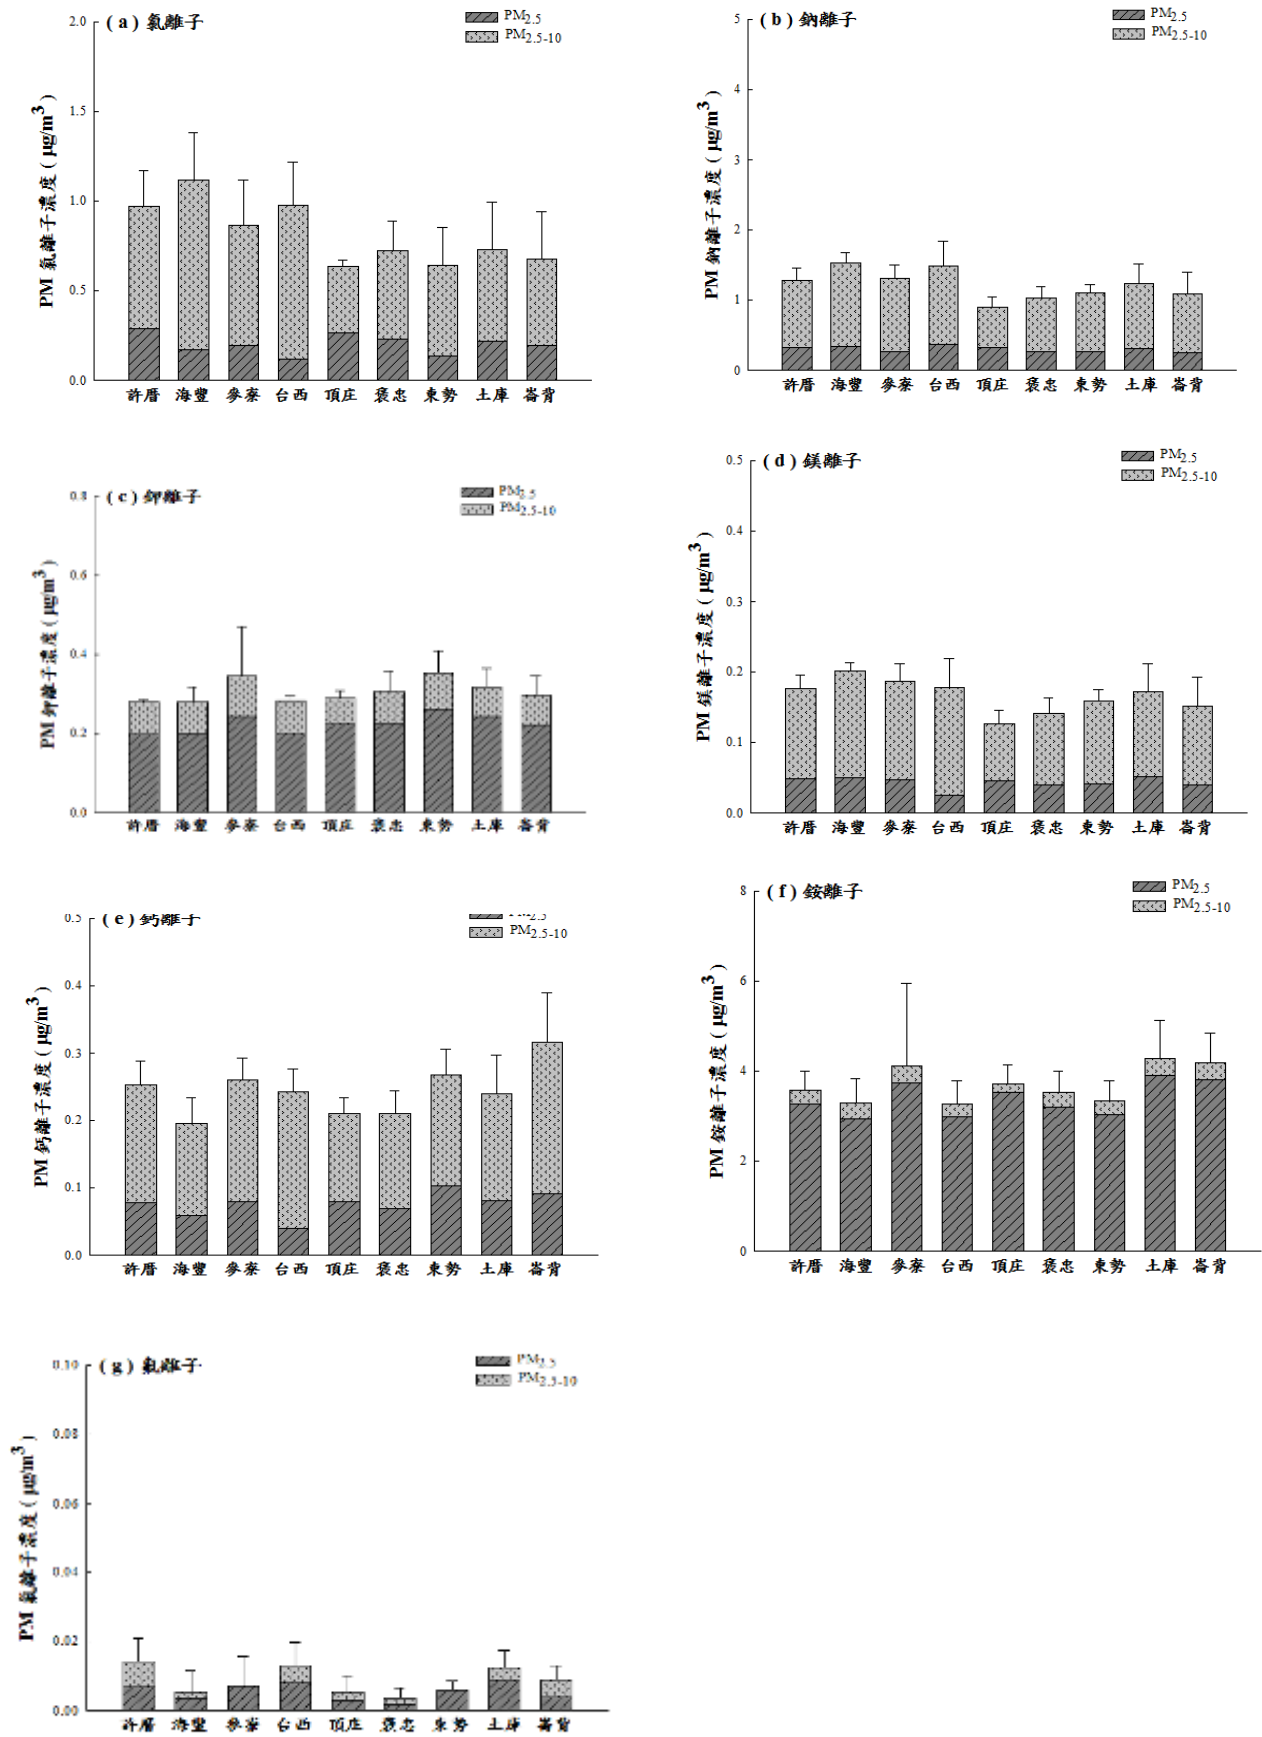 ( a ) 氯離子
PM2.5
PM2.5-10
PM 氯離子濃度 ( μg/m3 )
2.0
1.5
1.0
0.5
0.0
許厝 海豐 麥寮 台西 頂庄 褒忠 東勢 土庫 崙背
( b ) 鈉離子
PM2.5
PM2.5-10
PM 鈉離子濃度 ( μg/m3 )
5
4
3
2
1
0
許厝 海豐 麥寮 台西 頂庄 褒忠 東勢 土庫 崙背
( c ) 鉀離子
PM2.5
PM2.5-10
PM 鉀離子濃度 ( μg/m3 )
0.8
0.6
0.4
0.2
0.0
許厝 海豐 麥寮 台西 頂庄 褒忠 東勢 土庫 崙背
( d ) 鎂離子
PM2.5
PM2.5-10
PM 鎂離子濃度 ( μg/m3 )
0.5
0.4
0.3
0.2
0.1
0.0
許厝 海豐 麥寮 台西 頂庄 褒忠 東勢 土庫 崙背
( e ) 鈣離子
PM2.5
PM2.5-10
PM 鈣離子濃度 ( μg/m3 )
0.5
0.4
0.3
0.2
0.1
0.0
許厝 海豐 麥寮 台西 頂庄 褒忠 東勢 土庫 崙背
( f ) 銨離子
PM2.5
PM2.5-10
PM 銨離子濃度 ( μg/m3 )
8
6
4
2
0
許厝 海豐 麥寮 台西 頂庄 褒忠 東勢 土庫 崙背
( g ) 氟離子
PM2.5
PM2.5-10
PM 氟離子濃度 ( μg/m3 )
0.10
0.08
0.06
0.04
0.02
0.00
許厝 海豐 麥寮 台西 頂庄 褒忠 東勢 土庫 崙背